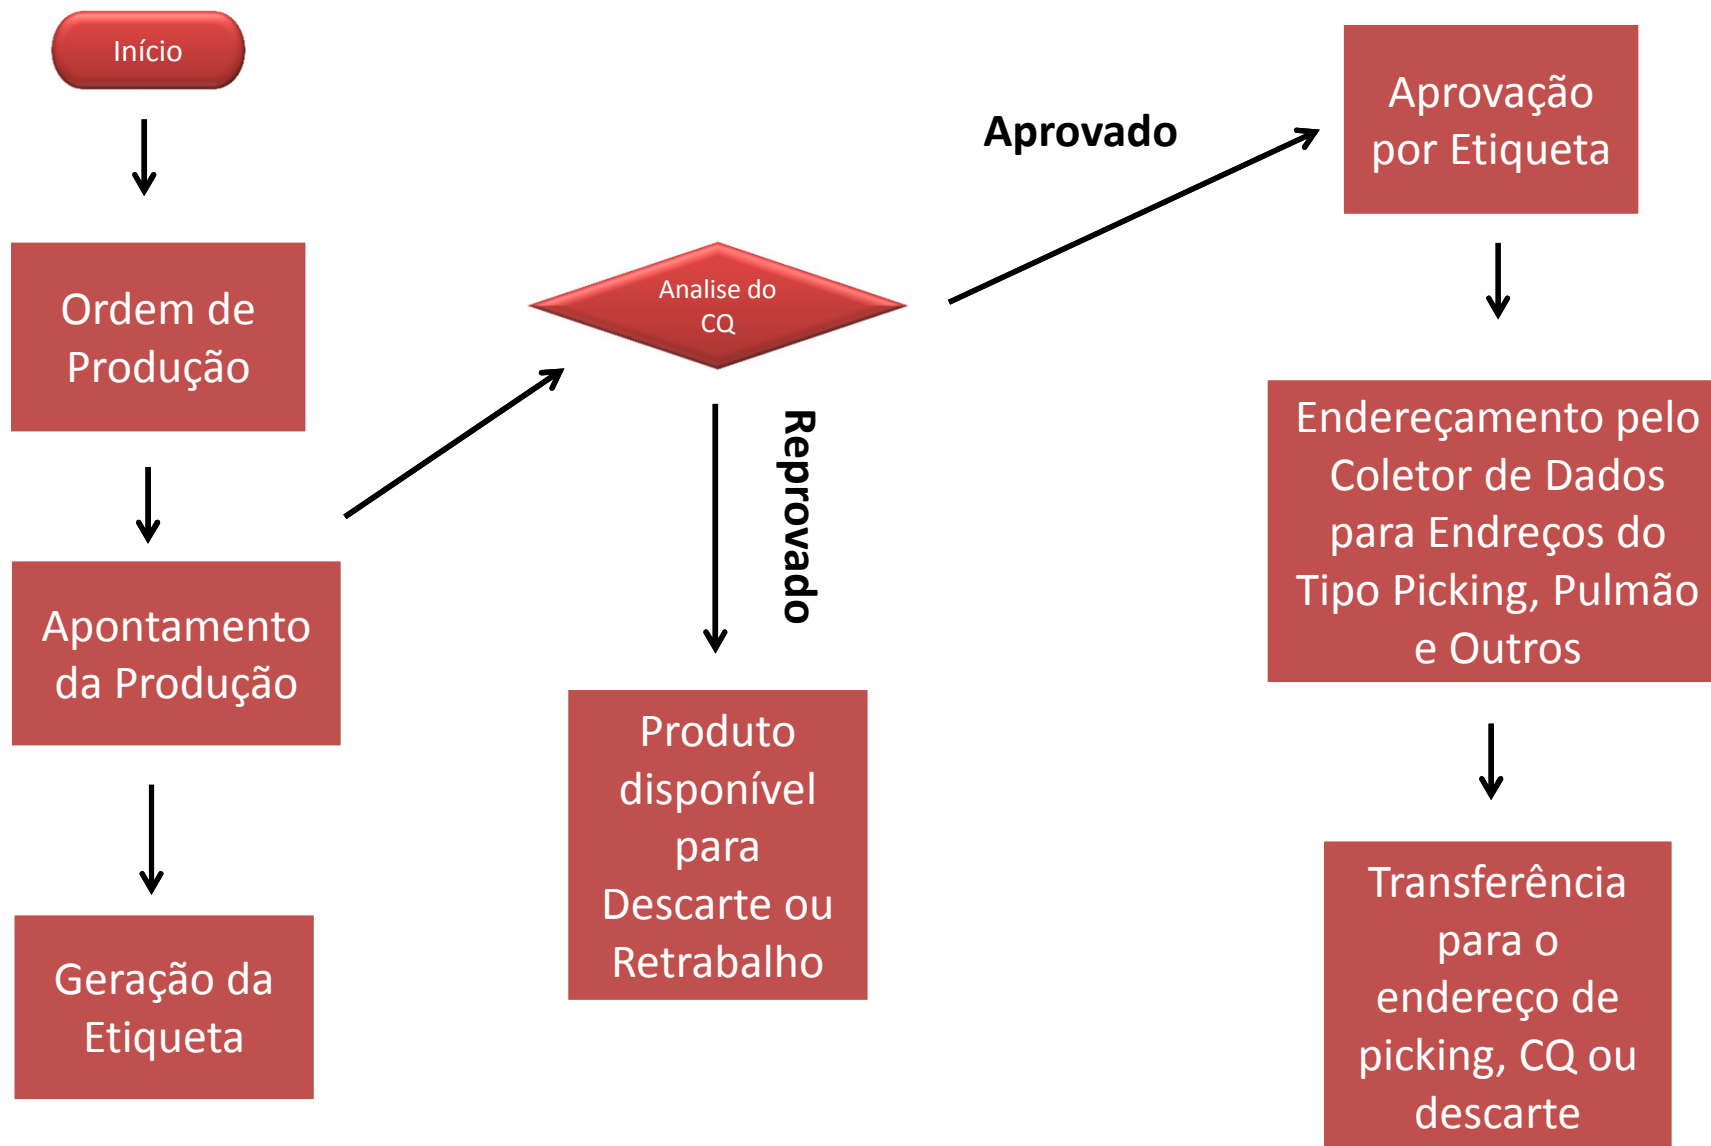 Início
Ordem de
Produção
Apontamento
da Produção
Geração da
Etiqueta
Analise do
CQ
Reprovado
Produto
disponível
para
Descarte ou
Retrabalho
Aprovado
Aprovação
por Etiqueta
Endereçamento pelo
Coletor de Dados
para Endreços do
Tipo Picking, Pulmão
e Outros
Transferência
para o
endereço de
picking, CQ ou
descarte